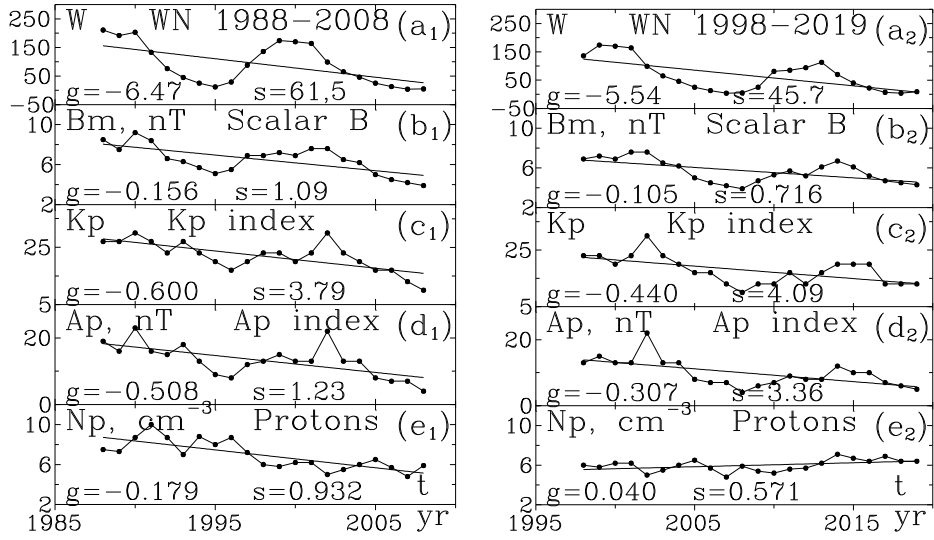 W WN 1988-2008 (a1)
250
150
50
-50
g=-6.47 s=61,5
Bm, nT Scalar B (b1)
10
6
2
g=-0.156 s=1.09
Kp Kp index (c1)
25
5
g=-0.600 s=3.79
Ap, nT Ap index (d1)
20
0
g=-0.508 s=1.23
Np, cm-3 Protons (e1)
10
6
2
g=-0.179 s=0.932 t
1985 1995 2005 yr
W WN 1998-2019 (a2)
250
150
50
-50
g=-5.54 s=45.7
Bm, nT Scalar B (b2)
10
6
2
g=-0.105 s=0.716
Kp Kp index (c2)
25
5
g=-0.440 s=4.09
Ap, nT Ap index (d2)
20
0
g=-0.307 s=3.36
Np, cm-3 Protons (e2)
10
6
2
g=0.040 s=0.571 t
1995 2005 2015 yr